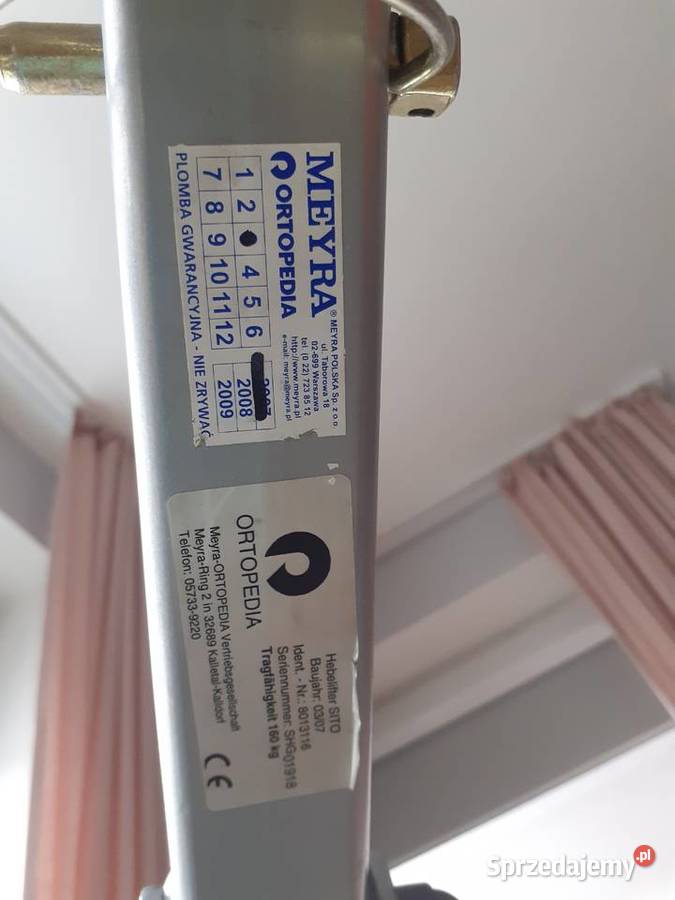 MEYRA®
ORTOPEDIA
MEYRA POLSKA Sp. z o.o.
ul. Taborowa 18
02-699 Warszawa
tel (0 22) 723 85 12
http://www.meyra.pl
e-mail: meyra@meyra.pl
1 2 4 5 6
7 8 9 10 11 12
2007
2008
2009
PLOMBA GWARANCYJNA - NIE ZRYWAĆ
ORTOPEDIA
Meyra-ORTOPEDIA Vertriebsgesellschaft
Meyra-Ring 2 in 32689 Kalletal-Kalldorf
Telefon: 05733-9220
Hebelifter SITO
Baujahr: 03/07
Ident. - Nr.: 8013116
Seriennummer: SHG01918
Tragfähigkeit 160 kg
CE
Sprzedajemy.pl